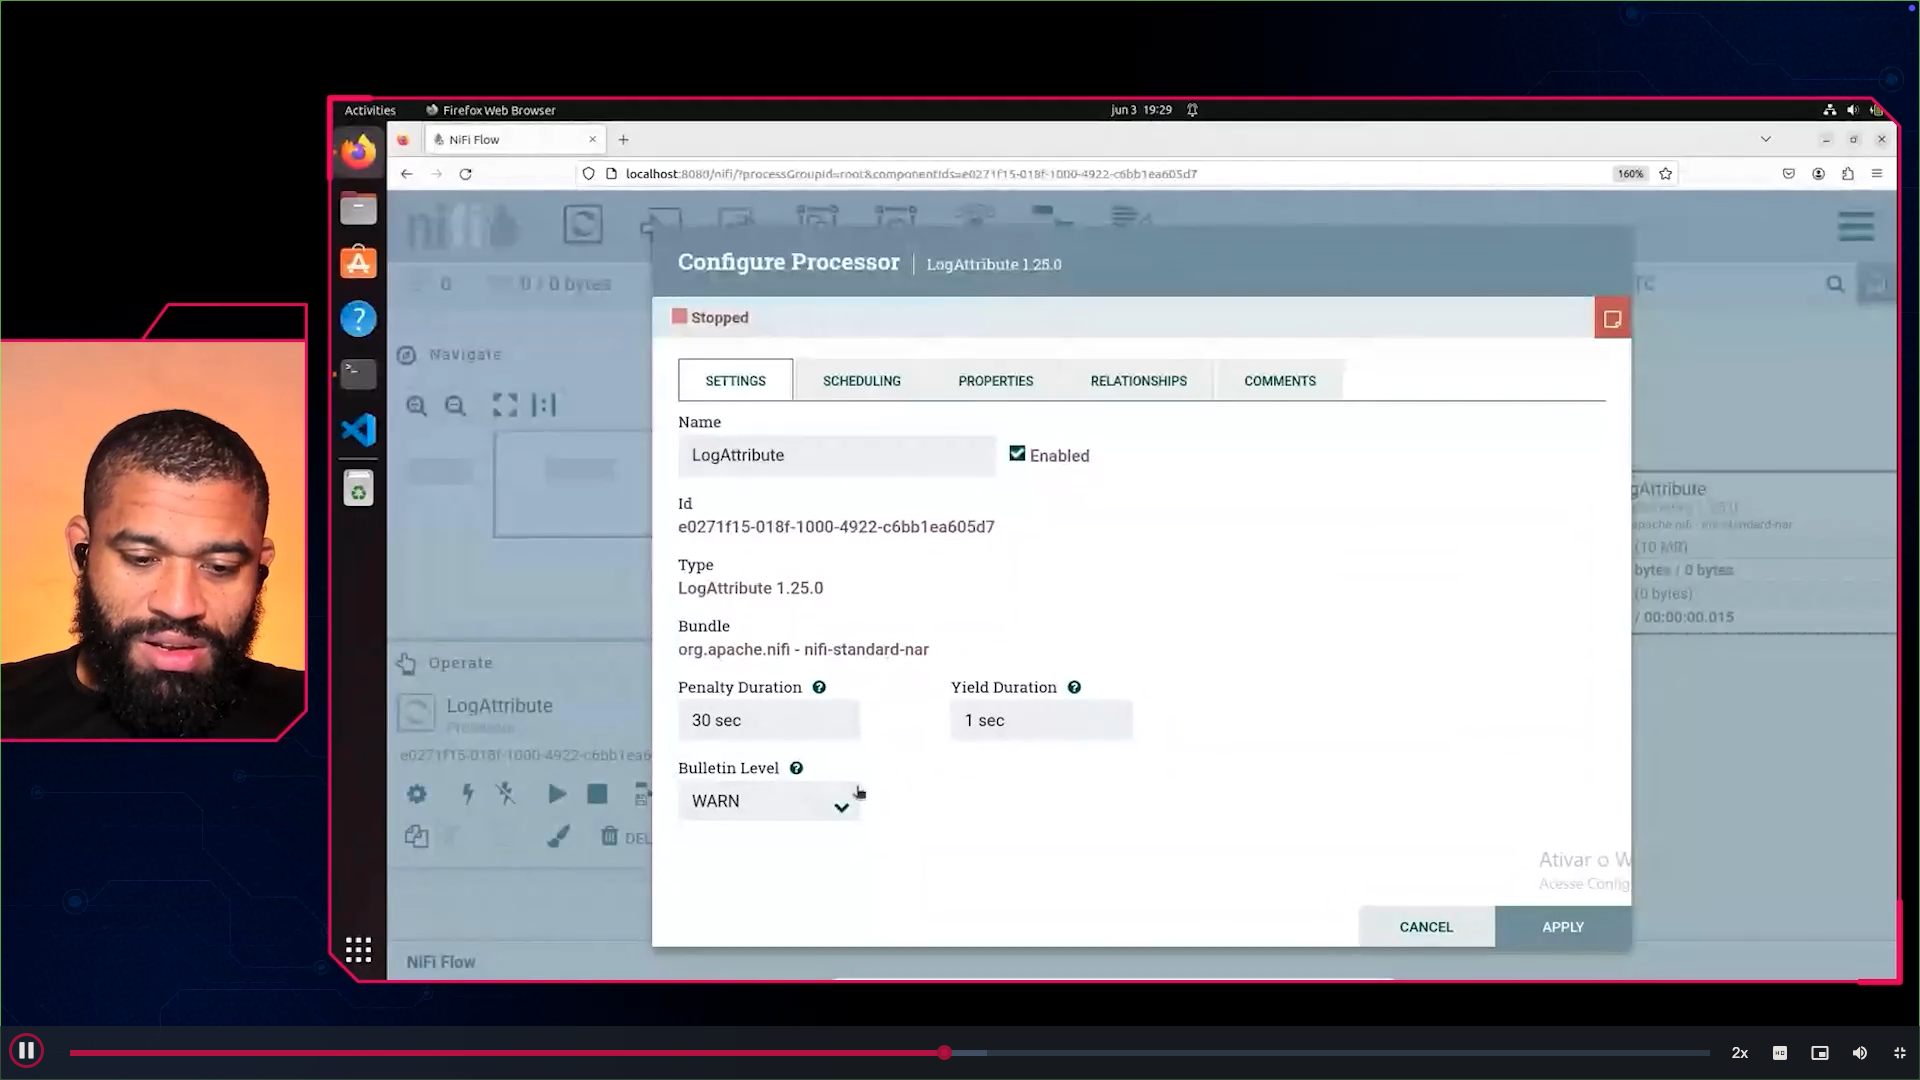 Activities
Firefox Web Browser
jun 3 19:29
NiFi Flow
localhost:8080/nifi/?processGroupId=root&componentIds=e0271f15-018f-1000-4922-c6bb1ea605d7
160%
nifi
0
0 / 0 bytes
Configure Processor
LogAttribute 1.25.0
Stopped
Navigate
SETTINGS
SCHEDULING
PROPERTIES
RELATIONSHIPS
COMMENTS
Name
LogAttribute
Enabled
Id
e0271f15-018f-1000-4922-c6bb1ea605d7
Type
LogAttribute 1.25.0
Bundle
org.apache.nifi - nifi-standard-nar
Penalty Duration
Yield Duration
30 sec
1 sec
Bulletin Level
WARN
gAttribute
apache.nifi - nifi-standard-nar
(10 MB)
bytes / 0 bytes
(0 bytes)
/ 00:00:00.015
Operate
LogAttribute
Processor
e0271f15-018f-1000-4922-c6bb1ea6
DEL
Ativar o W
Acesse Config
CANCEL
APPLY
NiFi Flow
2x
HD